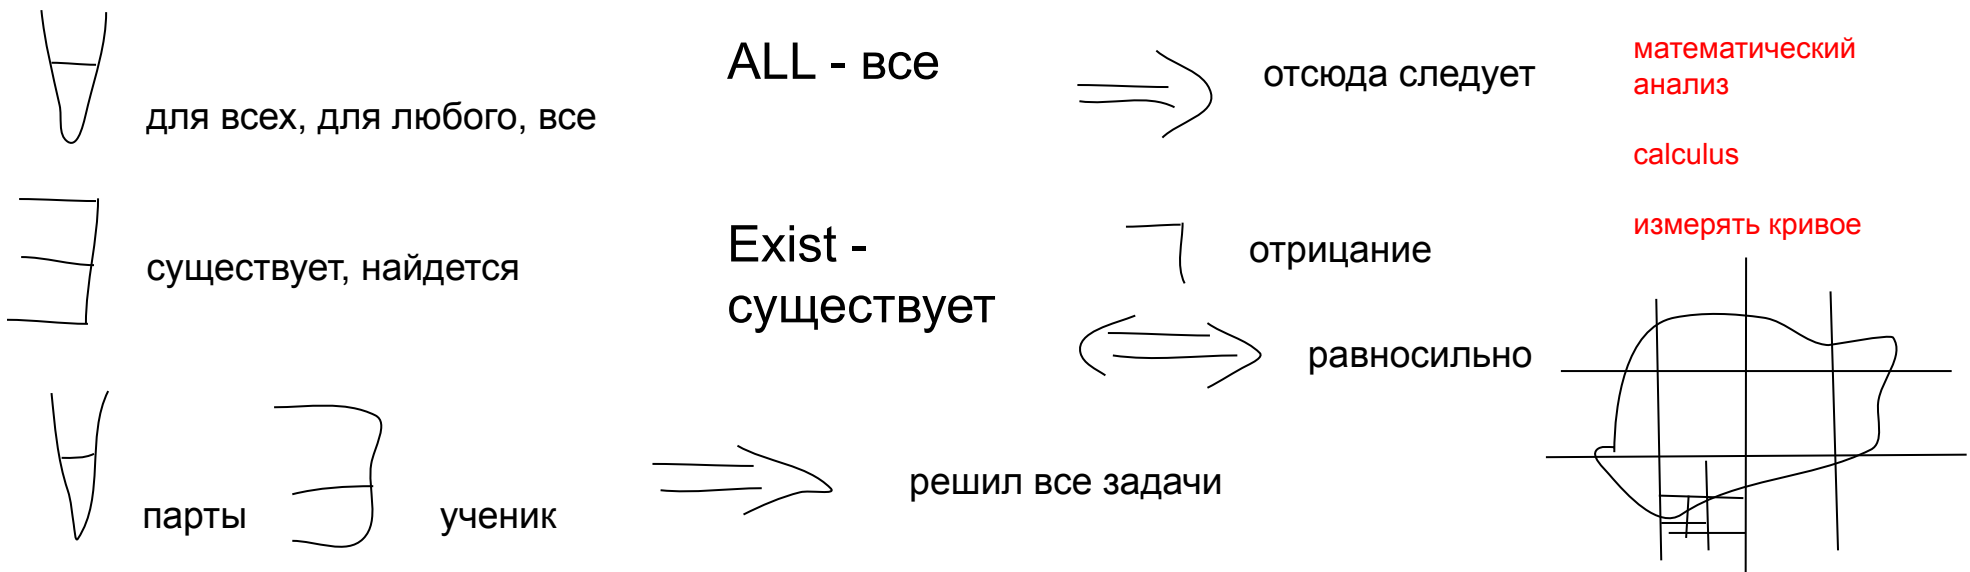 ∀ для всех, для любого, все
ALL - все
⇒ отсюда следует
математический
анализ
calculus
измерять кривое
∃ существует, найдется
Exist -
существует
¬ отрицание
⇔ равносильно
∀ парты ∃ ученик ⇒ решил все задачи